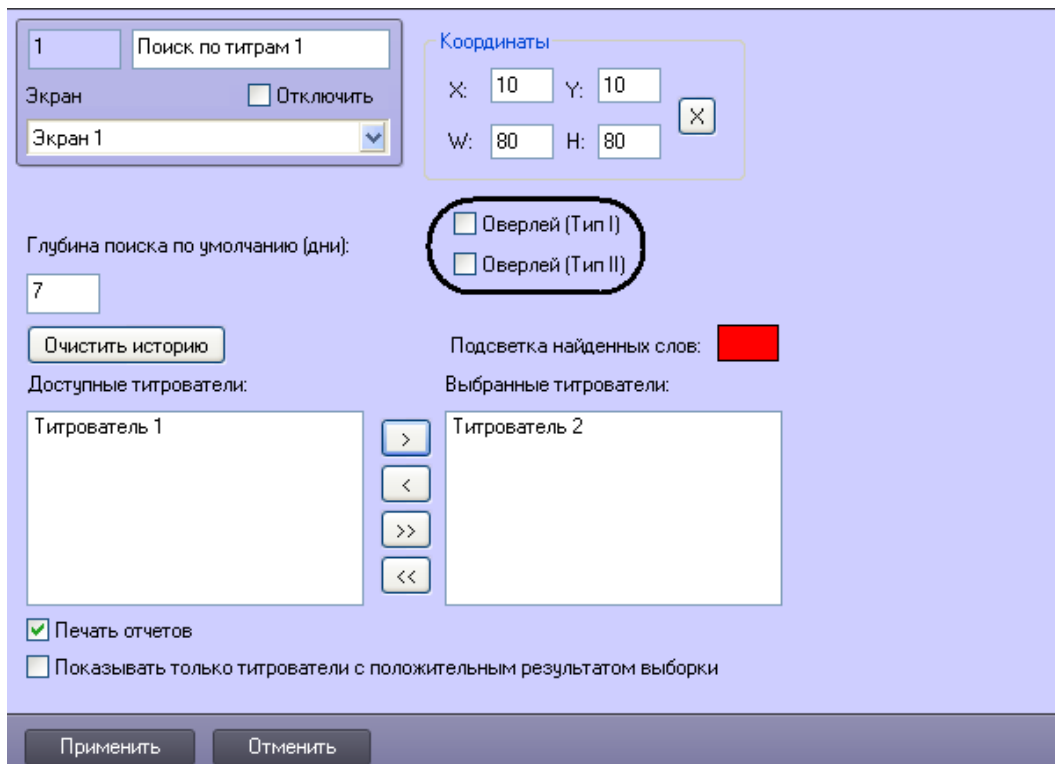 1
Поиск по титрам 1
Экран
Отключить
Экран 1
Координаты
X: 10 Y: 10
X
W: 80 H: 80
Оверлей (Тип I)
Оверлей (Тип II)
Глубина поиска по умолчанию (дни):
7
Очистить историю
Подсветка найденных слов:
Доступные титрователи:
Выбранные титрователи:
Титрователь 1
Титрователь 2
>
<
>>
<<
Печать отчетов
Показывать только титрователи с положительным результатом выборки
Применить
Отменить